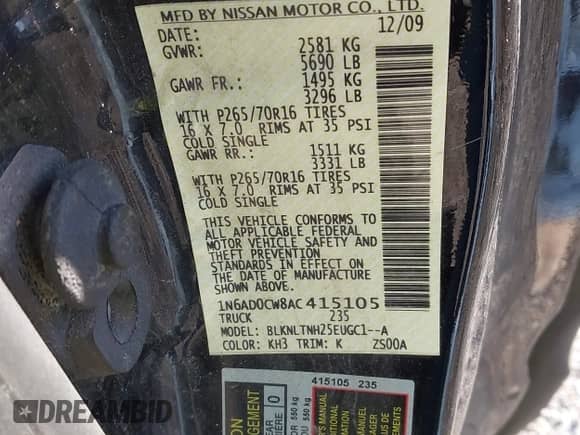 MFD BY NISSAN MOTOR CO., LTD.
DATE: 12/09
GVWR: 2581 KG
5690 LB
GAWR FR.: 1495 KG
3296 LB
WITH P265/70R16 TIRES
16 X 7.0 RIMS AT 35 PSI
COLD SINGLE
GAWR RR.: 1511 KG
3331 LB
WITH P265/70R16 TIRES
16 X 7.0 RIMS AT 35 PSI
COLD SINGLE
THIS VEHICLE CONFORMS TO
ALL APPLICABLE FEDERAL
MOTOR VEHICLE SAFETY AND
THEFT PREVENTION
STANDARDS IN EFFECT ON
THE DATE OF MANUFACTURE
SHOWN ABOVE.
1N6AD0CW8AC415105
TRUCK 235
MODEL: BLKNLTNH25EUGC1--A
COLOR: KH3 TRIM: K ZS00A
415105 235
DREAMBID